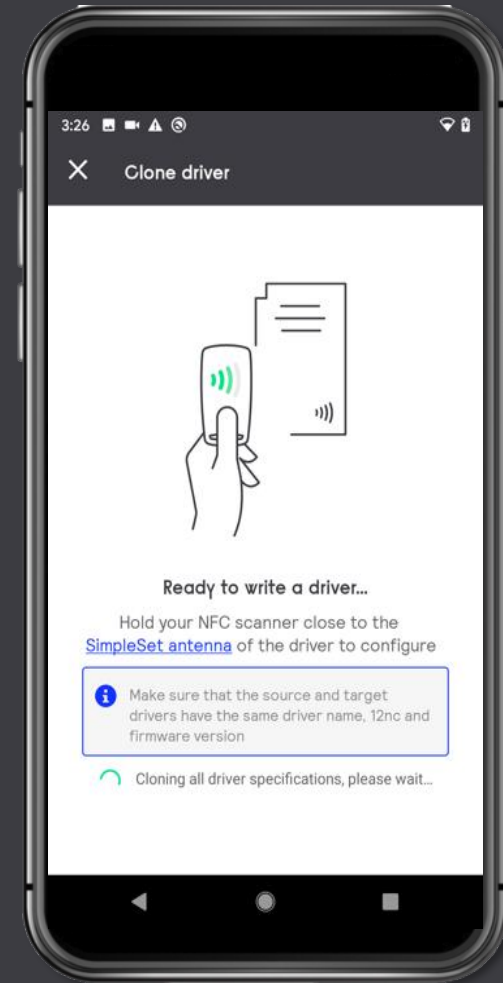 3:26
Clone driver
Ready to write a driver...
Hold your NFC scanner close to the
SimpleSet antenna of the driver to configure
Make sure that the source and target
drivers have the same driver name, 12nc and
firmware version
Cloning all driver specifications, please wait...